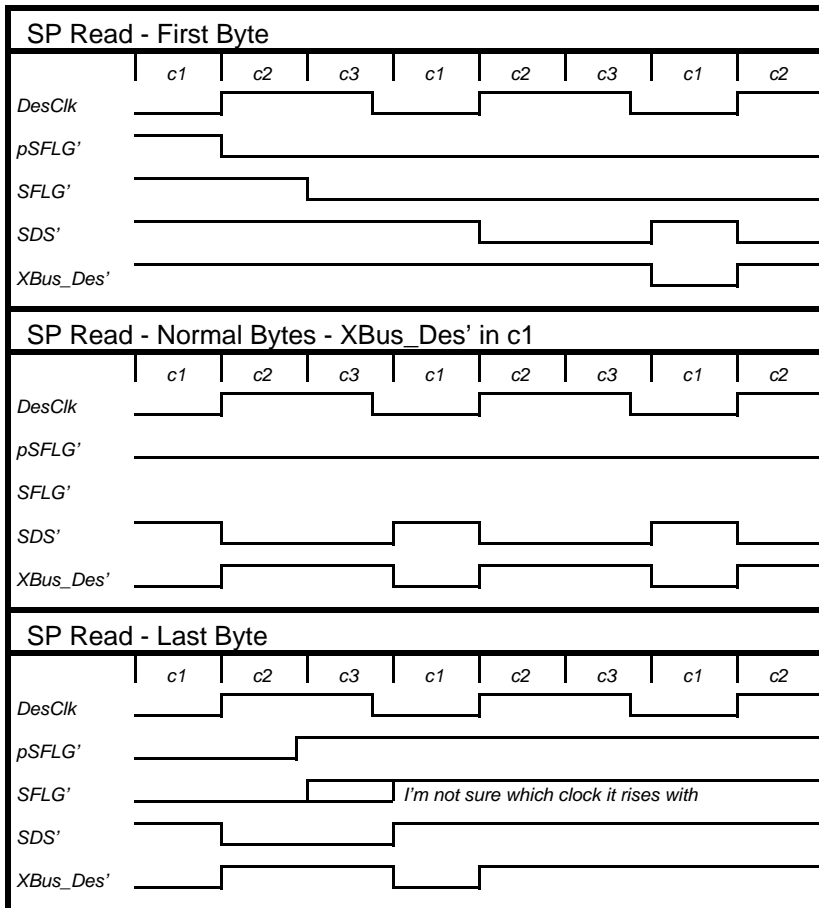 SP Read - First Byte
c1 c2 c3 c1 c2 c3 c1 c2
DesClk
pSFLG’
SFLG’
SDS’
XBus_Des’
SP Read - Normal Bytes - XBus_Des’ in c1
c1 c2 c3 c1 c2 c3 c1 c2
DesClk
pSFLG’
SFLG’
SDS’
XBus_Des’
SP Read - Last Byte
c1 c2 c3 c1 c2 c3 c1 c2
DesClk
pSFLG’
SFLG’ I’m not sure which clock it rises with
SDS’
XBus_Des’